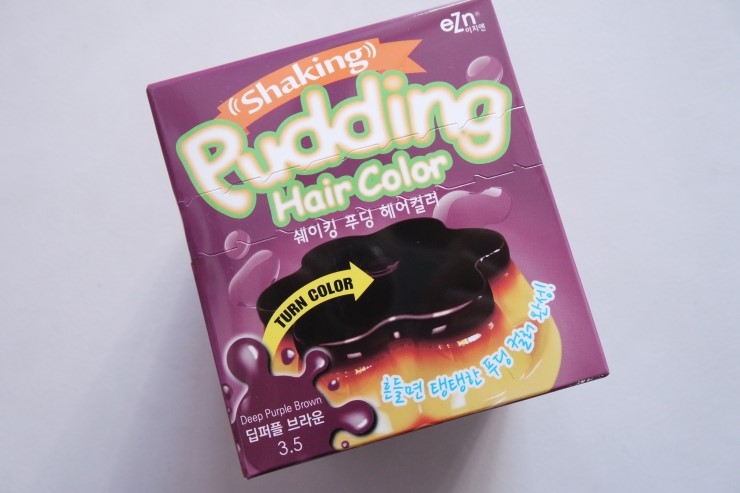 eZn®
이지엔
Shaking
Pudding
Hair Color
쉐이킹 푸딩 헤어컬러
TURN COLOR
흔들면 탱탱한 푸딩 컬러 완성!
Deep Purple Brown
딥퍼플 브라운
3.5